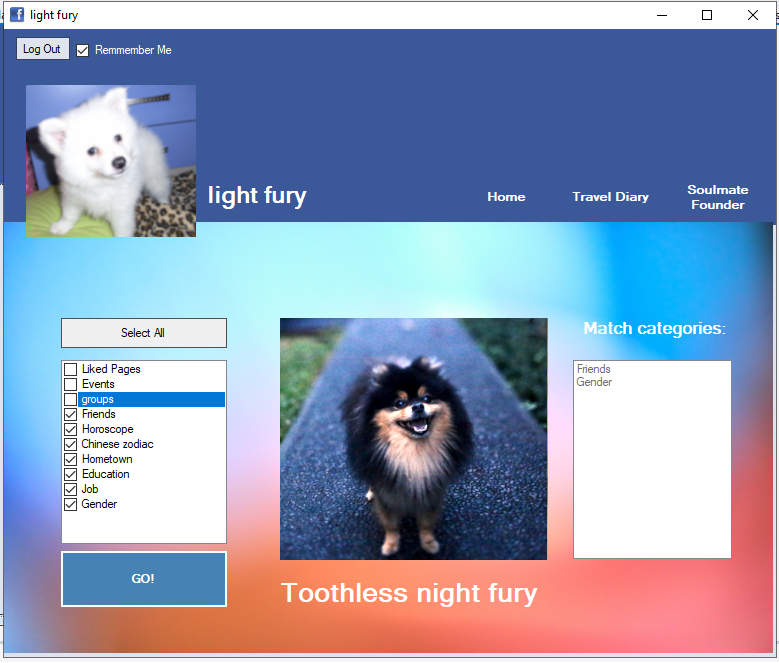 light fury
Log Out
Remmember Me
light fury
Home
Travel Diary
Soulmate
Founder
Select All
Liked Pages
Events
groups
Friends
Horoscope
Chinese zodiac
Hometown
Education
Job
Gender
GO!
Toothless night fury
Match categories:
Friends
Gender